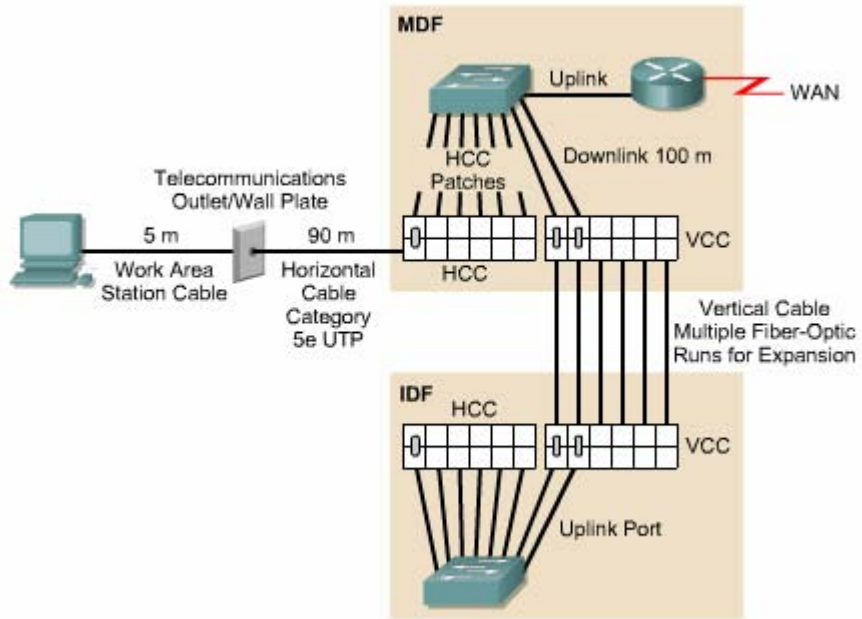 MDF
Uplink
WAN
HCC
Patches
Downlink 100 m
Telecommunications
Outlet/Wall Plate
5 m
90 m
Work Area
Station Cable
Horizontal
Cable
Category
5e UTP
HCC
VCC
Vertical Cable
Multiple Fiber-Optic
Runs for Expansion
IDF
HCC
VCC
Uplink Port